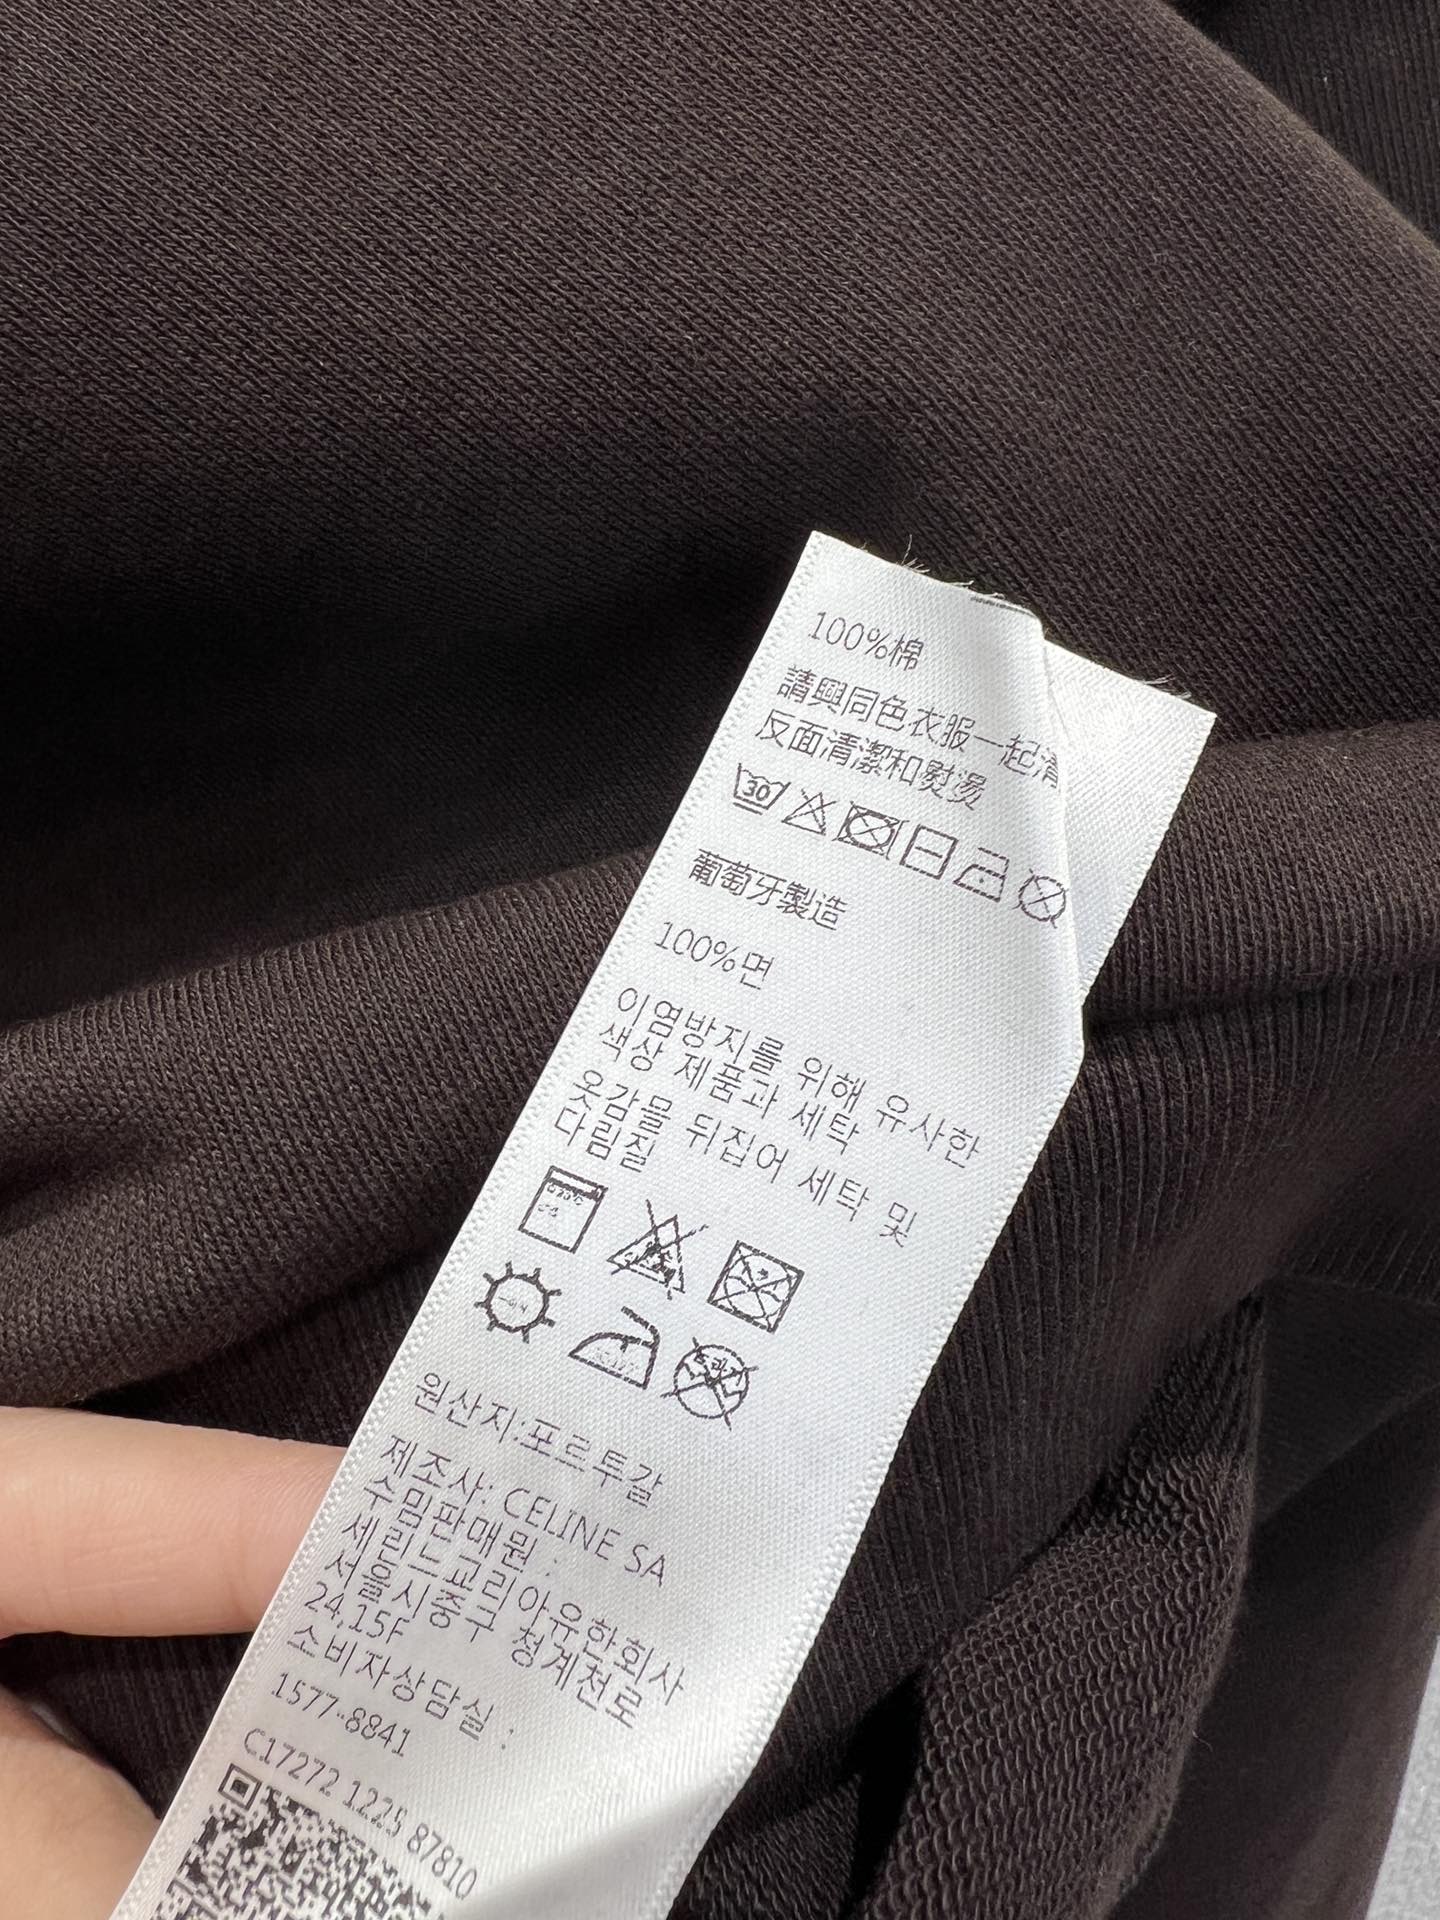 100%棉
請興同色衣服一起清
反面清潔和熨燙
30
葡萄牙製造
100%면
이염방지를 위해 유사한
색상 제품과 세탁
옷감을 뒤집어 세탁 및
다림질
원산지:포르투갈
제조사: CELINE SA
수입판매원 :
세린느코리아유한회사
서울시중구 청계천로
24,15F
소비자상담실 :
1577-8841
C17272 1225 87810